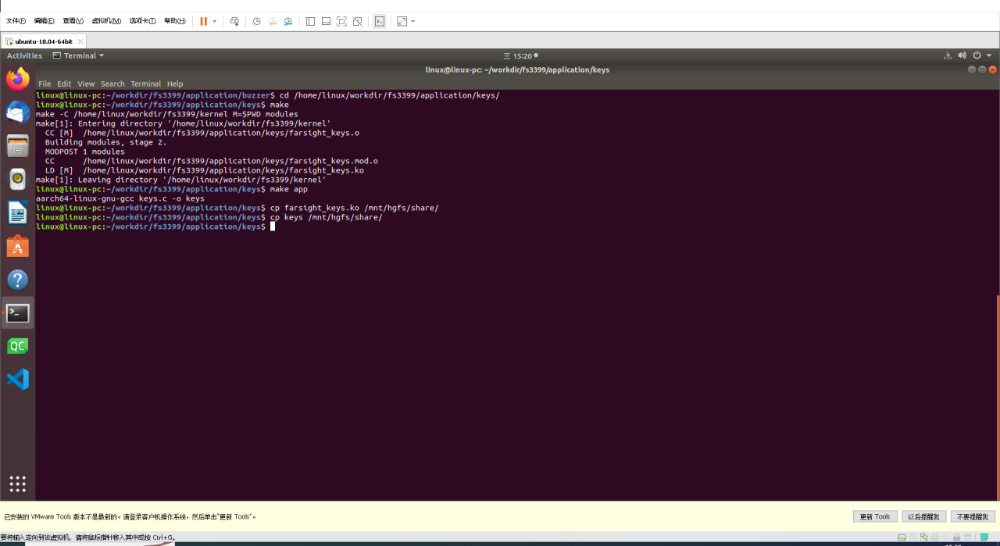 文件(F) 编辑(E) 查看(V) 虚拟机(M) 选项卡(T) 帮助(H)
ubuntu-18.04-64bit
Activities Terminal 三 15:20
linux@linux-pc: ~/workdir/fs3399/application/keys
File Edit View Search Terminal Help
linux@linux-pc:~/workdir/fs3399/application/buzzer$ cd /home/linux/workdir/fs3399/application/keys/
linux@linux-pc:~/workdir/fs3399/application/keys$ make
make -C /home/linux/workdir/fs3399/kernel M=$PWD modules
make[1]: Entering directory '/home/linux/workdir/fs3399/kernel'
CC [M] /home/linux/workdir/fs3399/application/keys/farsight_keys.o
Building modules, stage 2.
MODPOST 1 modules
CC /home/linux/workdir/fs3399/application/keys/farsight_keys.mod.o
LD [M] /home/linux/workdir/fs3399/application/keys/farsight_keys.ko
make[1]: Leaving directory '/home/linux/workdir/fs3399/kernel'
linux@linux-pc:~/workdir/fs3399/application/keys$ make app
aarch64-linux-gnu-gcc keys.c -o keys
linux@linux-pc:~/workdir/fs3399/application/keys$ cp farsight_keys.ko /mnt/hgfs/share/
linux@linux-pc:~/workdir/fs3399/application/keys$ cp keys /mnt/hgfs/share/
linux@linux-pc:~/workdir/fs3399/application/keys$
QC
已安装的 VMware Tools 版本不是最新的。请登录客户机操作系统，然后单击"更新 Tools"。 更新 Tools 以后提醒我 不要提醒我
要将输入定向到该虚拟机，请将鼠标指针移入其中或按 Ctrl+G。